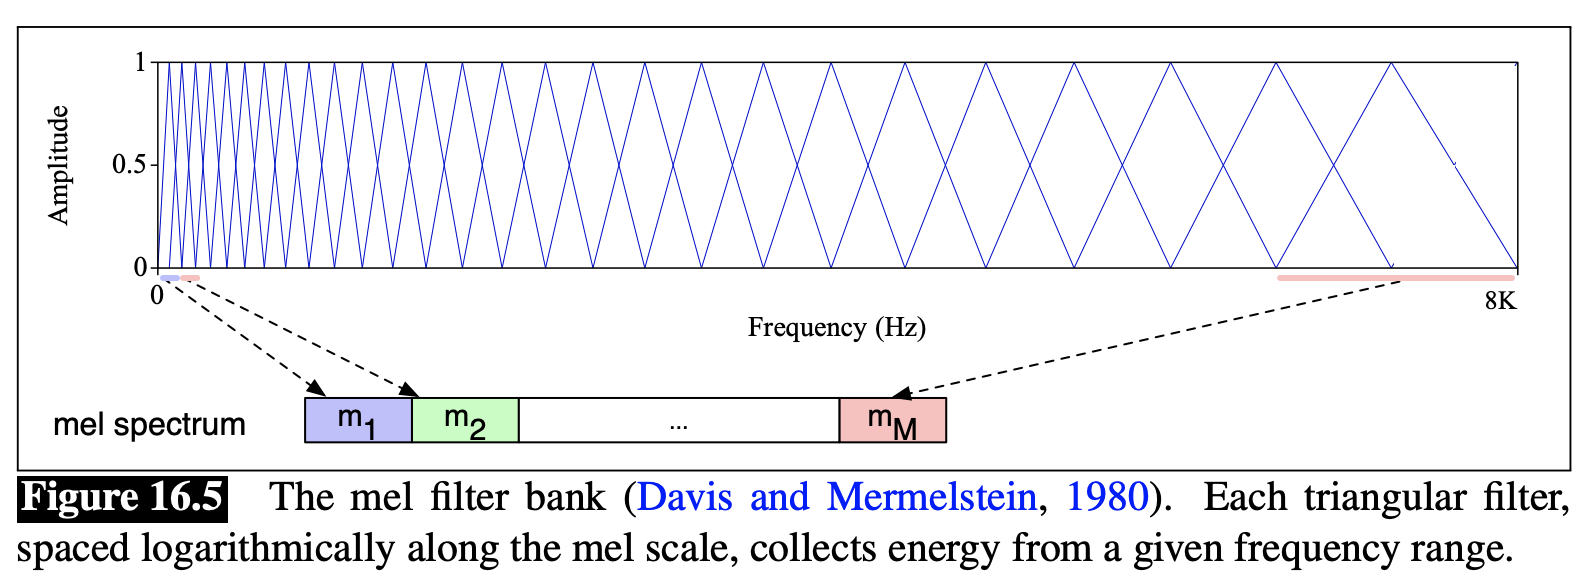 1
0.5
0
Amplitude
0
8K
Frequency (Hz)
mel spectrum
m1
m2
...
mM
Figure 16.5 The mel filter bank (Davis and Mermelstein, 1980). Each triangular filter,
spaced logarithmically along the mel scale, collects energy from a given frequency range.